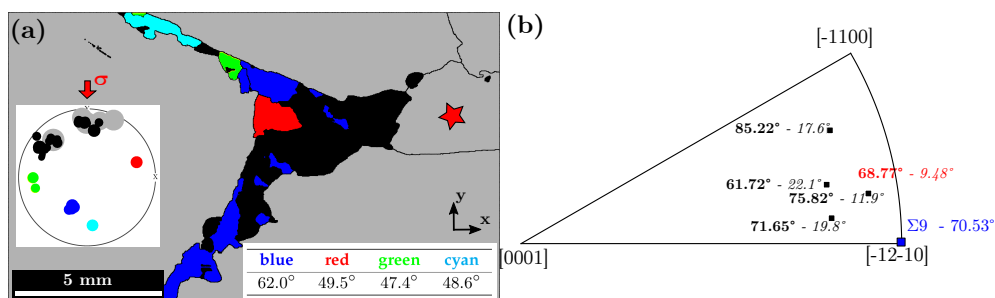 (a)
σ
x
x
y
x
5 mm
blue red green cyan
62.0° 49.5° 47.4° 48.6°
(b)
[-1100]
85.22° - 17.6°
68.77° - 9.48°
61.72° - 22.1°
75.82° - 11.9°
71.65° - 19.8°
Σ9 - 70.53°
[0001]
[-12-10]